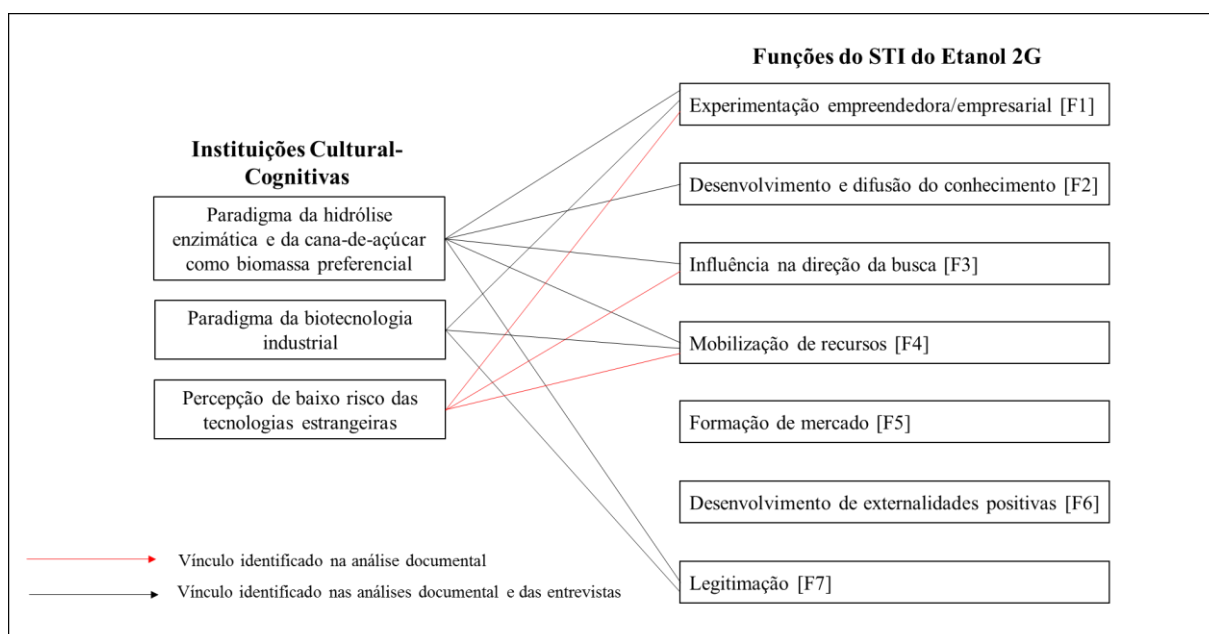 Instituições Cultural-
Cognitivas
Paradigma da hidrólise
enzimática e da cana-de-açúcar
como biomassa preferencial
Paradigma da biotecnologia
industrial
Percepção de baixo risco das
tecnologias estrangeiras
Funções do STI do Etanol 2G
Experimentação empreendedora/empresarial [F1]
Desenvolvimento e difusão do conhecimento [F2]
Influência na direção da busca [F3]
Mobilização de recursos [F4]
Formação de mercado [F5]
Desenvolvimento de externalidades positivas [F6]
Legitimação [F7]
Vínculo identificado na análise documental
Vínculo identificado nas análises documental e das entrevistas